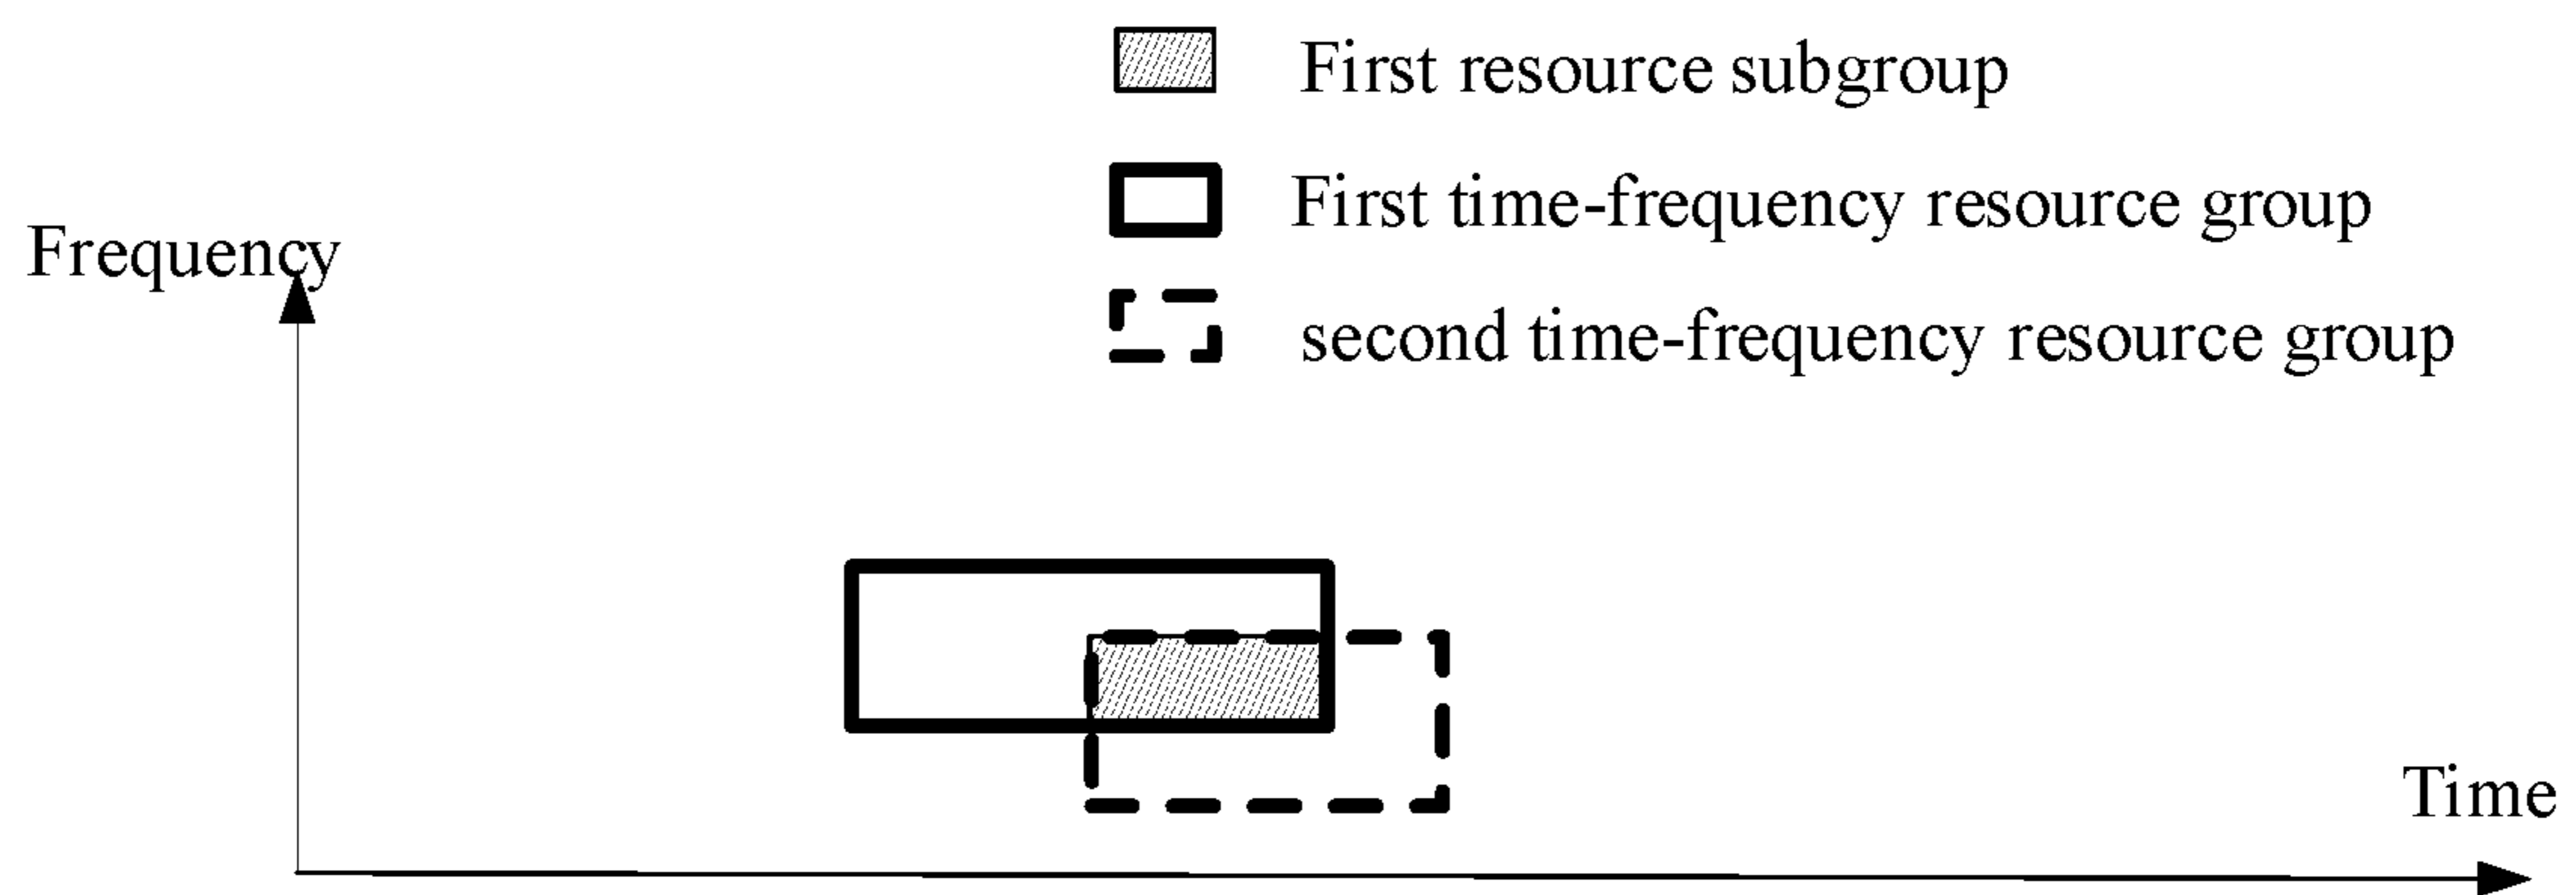 First resource subgroup
First time-frequency resource group
Frequency
second time-frequency resource group
Time